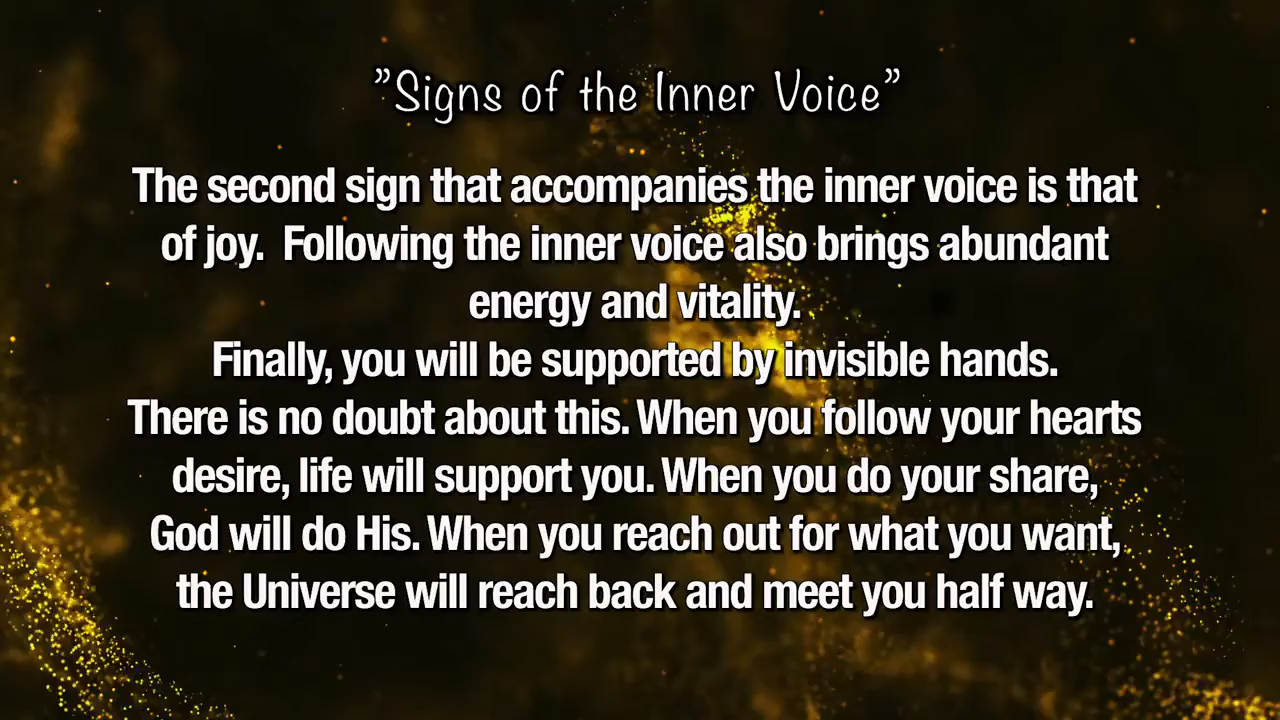 ”Signs of the Inner Voice”
The second sign that accompanies the inner voice is that
of joy.  Following the inner voice also brings abundant
energy and vitality.
Finally, you will be supported by invisible hands.
There is no doubt about this. When you follow your hearts
desire, life will support you. When you do your share,
God will do His. When you reach out for what you want,
the Universe will reach back and meet you half way.